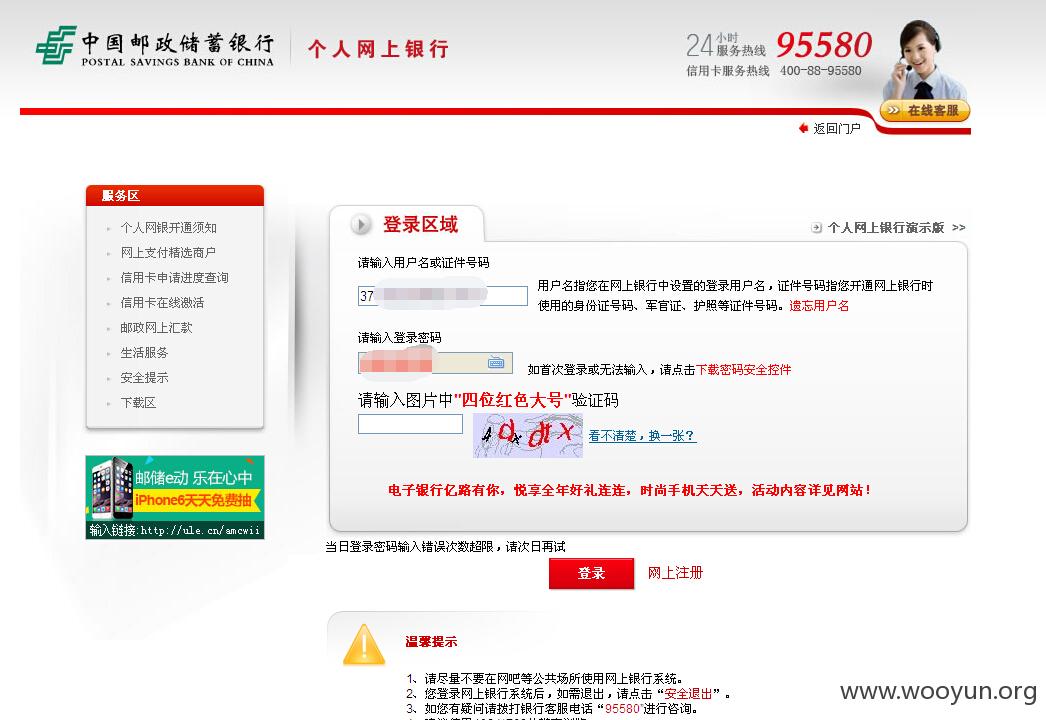 中国邮政储蓄银行
POSTAL SAVINGS BANK OF CHINA
个人网上银行
24小时服务热线 95580
信用卡服务热线 400-88-95580
在线客服
返回门户
服务区
个人网银开通须知
网上支付精选商户
信用卡申请进度查询
信用卡在线激活
邮政网上汇款
生活服务
安全提示
下载区
邮储e动 乐在心中
iPhone6天天免费抽
输入链接:http://ule.cn/amcwii
登录区域
个人网上银行演示版 >>
请输入用户名或证件号码
37
用户名指您在网上银行中设置的登录用户名，证件号码指您开通网上银行时
使用的身份证号码、军官证、护照等证件号码。遗忘用户名
请输入登录密码
如首次登录或无法输入，请点击下载密码安全控件
请输入图片中"四位红色大号"验证码
看不清楚，换一张?
电子银行亿路有你，悦享全年好礼连连，时尚手机天天送，活动内容详见网站！
当日登录密码输入错误次数超限，请次日再试
登录
网上注册
温馨提示
1、请尽量不要在网吧等公共场所使用网上银行系统。
2、您登录网上银行系统后，如需退出，请点击“安全退出”。
3、如您有疑问请拨打银行客服电话“95580”进行咨询。
www.wooyun.org